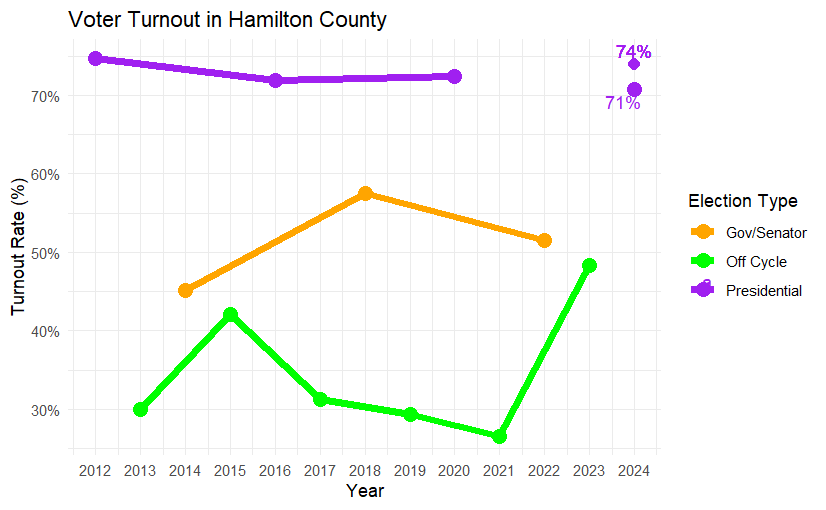 Voter Turnout in Hamilton County
74%
71%
70%
60%
50%
40%
30%
Turnout Rate (%)
2012 2013 2014 2015 2016 2017 2018 2019 2020 2021 2022 2023 2024
Year
Election Type
Gov/Senator
Off Cycle
Presidential